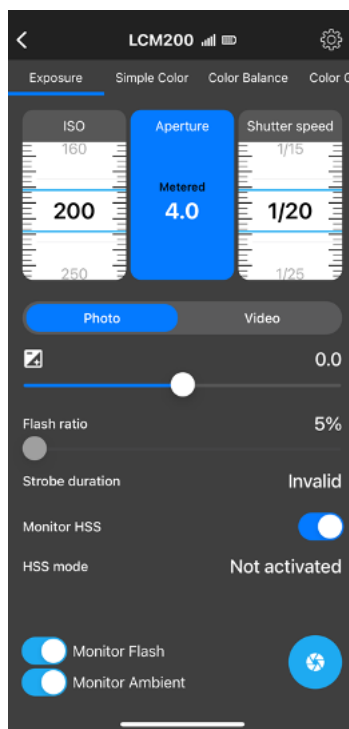 LCM200
Exposure Simple Color Color Balance Color
ISO Aperture Shutter speed
160 1/15
Metered
200 4.0 1/20
250 1/25
Photo Video
0.0
Flash ratio 5%
Strobe duration Invalid
Monitor HSS
HSS mode Not activated
Monitor Flash
Monitor Ambient